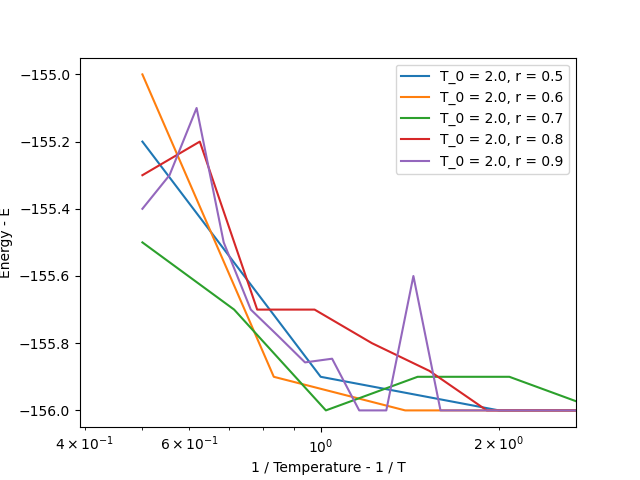 −155.0
−155.2
−155.4
−155.6
−155.8
−156.0
Energy - E
4 × 10⁻¹
6 × 10⁻¹
10⁰
2 × 10⁰
1 / Temperature - 1 / T
T_0 = 2.0, r = 0.5
T_0 = 2.0, r = 0.6
T_0 = 2.0, r = 0.7
T_0 = 2.0, r = 0.8
T_0 = 2.0, r = 0.9